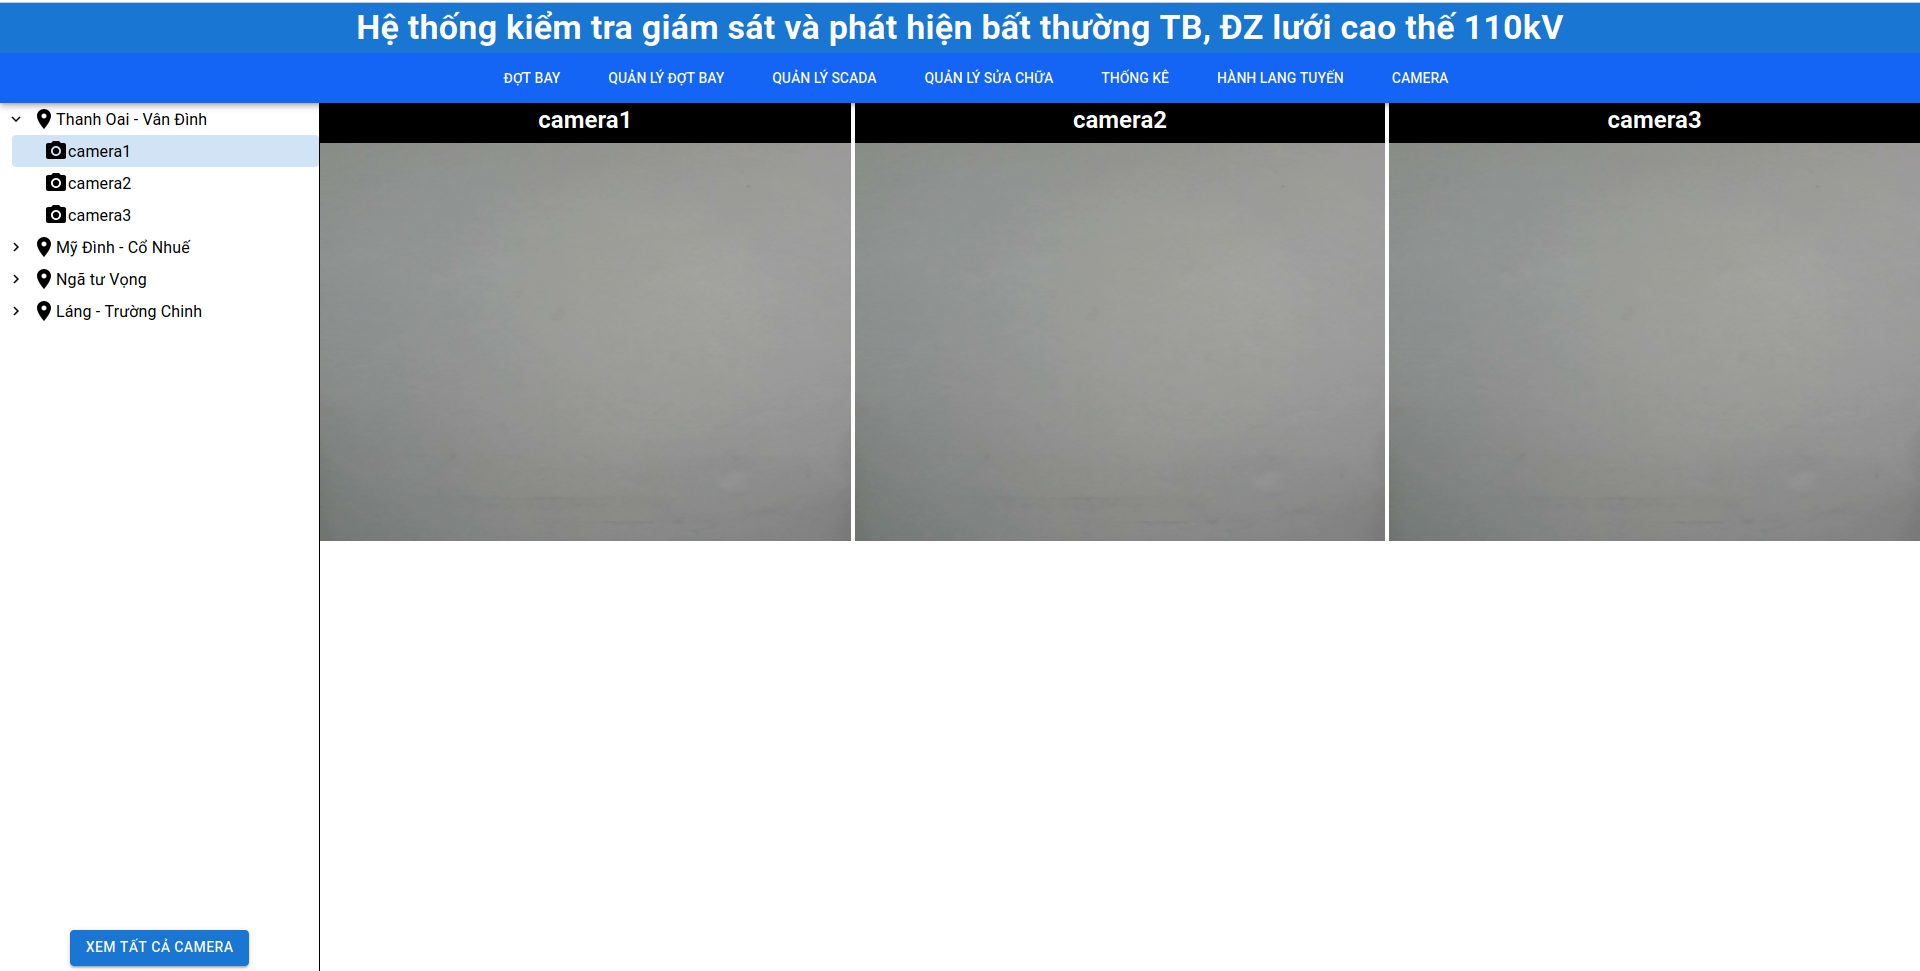 Hệ thống kiểm tra giám sát và phát hiện bất thường TB, ĐZ lưới cao thế 110kV
ĐỢT BAY QUẢN LÝ ĐỢT BAY QUẢN LÝ SCADA QUẢN LÝ SỬA CHỮA THỐNG KÊ HÀNH LANG TUYẾN CAMERA
Thanh Oai - Vân Đình
camera1
camera2
camera3
Mỹ Đình - Cổ Nhuế
Ngã tư Vọng
Láng - Trường Chinh
XEM TẤT CẢ CAMERA
camera1 camera2 camera3